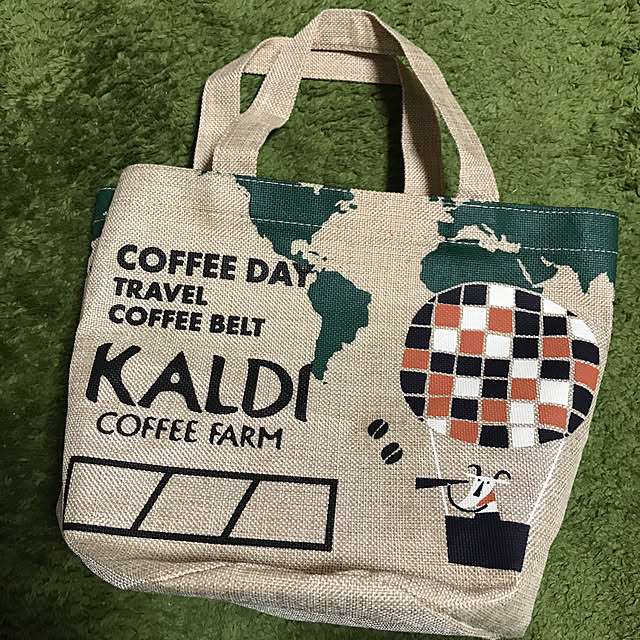 COFFEE DAY
TRAVEL
COFFEE BELT
KALDI
COFFEE FARM